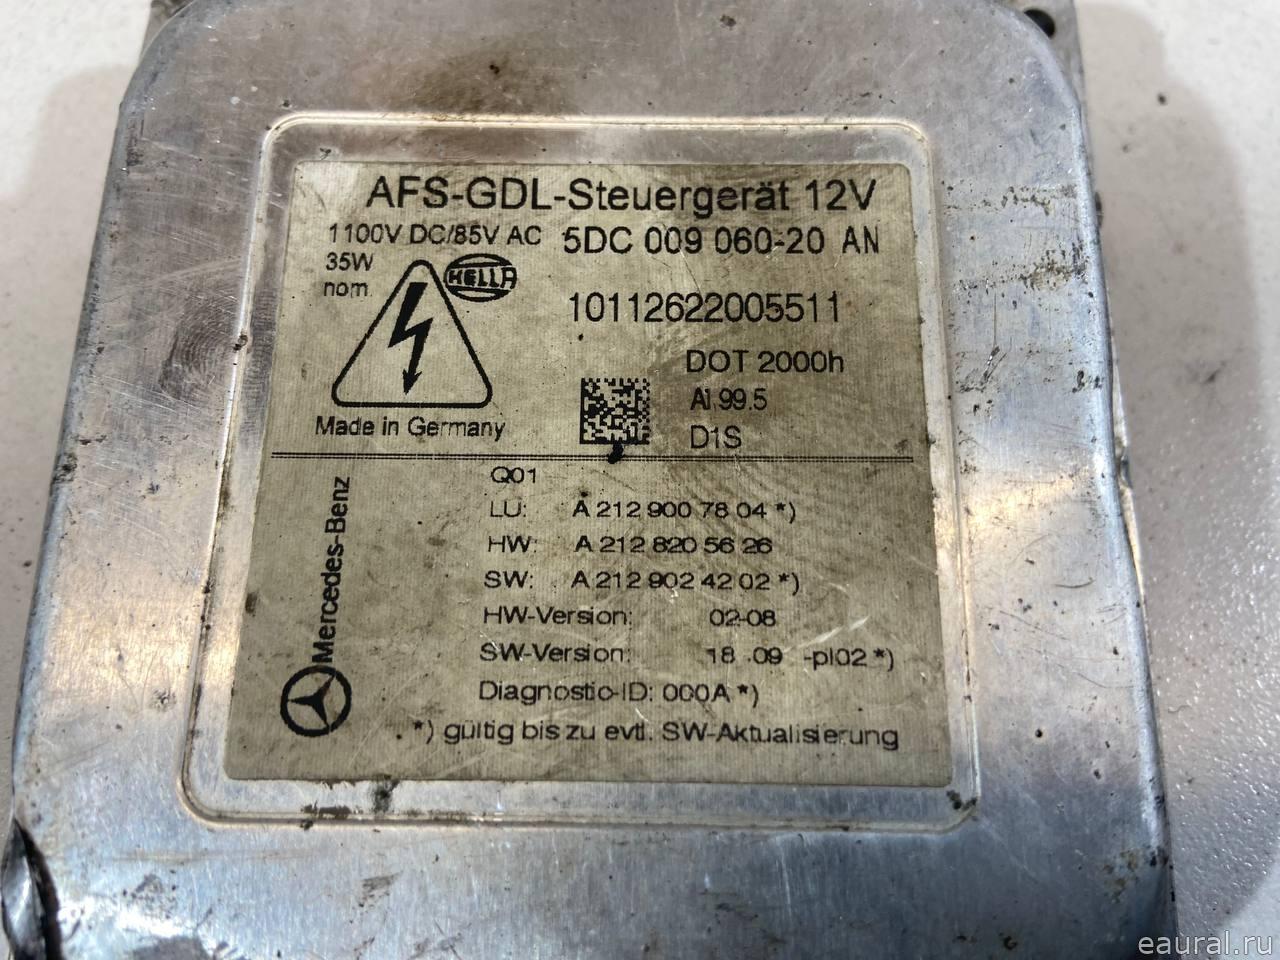 AFS-GDL-Steuergerät 12V
1100V DC/85V AC 5DC 009 060-20 AN
35W
nom.
HELLA
10112622005511
DOT 2000h
Al 99.5
D1S
Made in Germany
Q01
LU: A 212 900 78 04 *)
HW: A 212 820 56 26
SW: A 212 902 42 02 *)
HW-Version: 02-08
SW-Version: 18 .09 -pl02 *)
Diagnostic-ID: 000A *)
*) gültig bis zu evtl. SW-Aktualisierung
Mercedes-Benz
eaural.ru